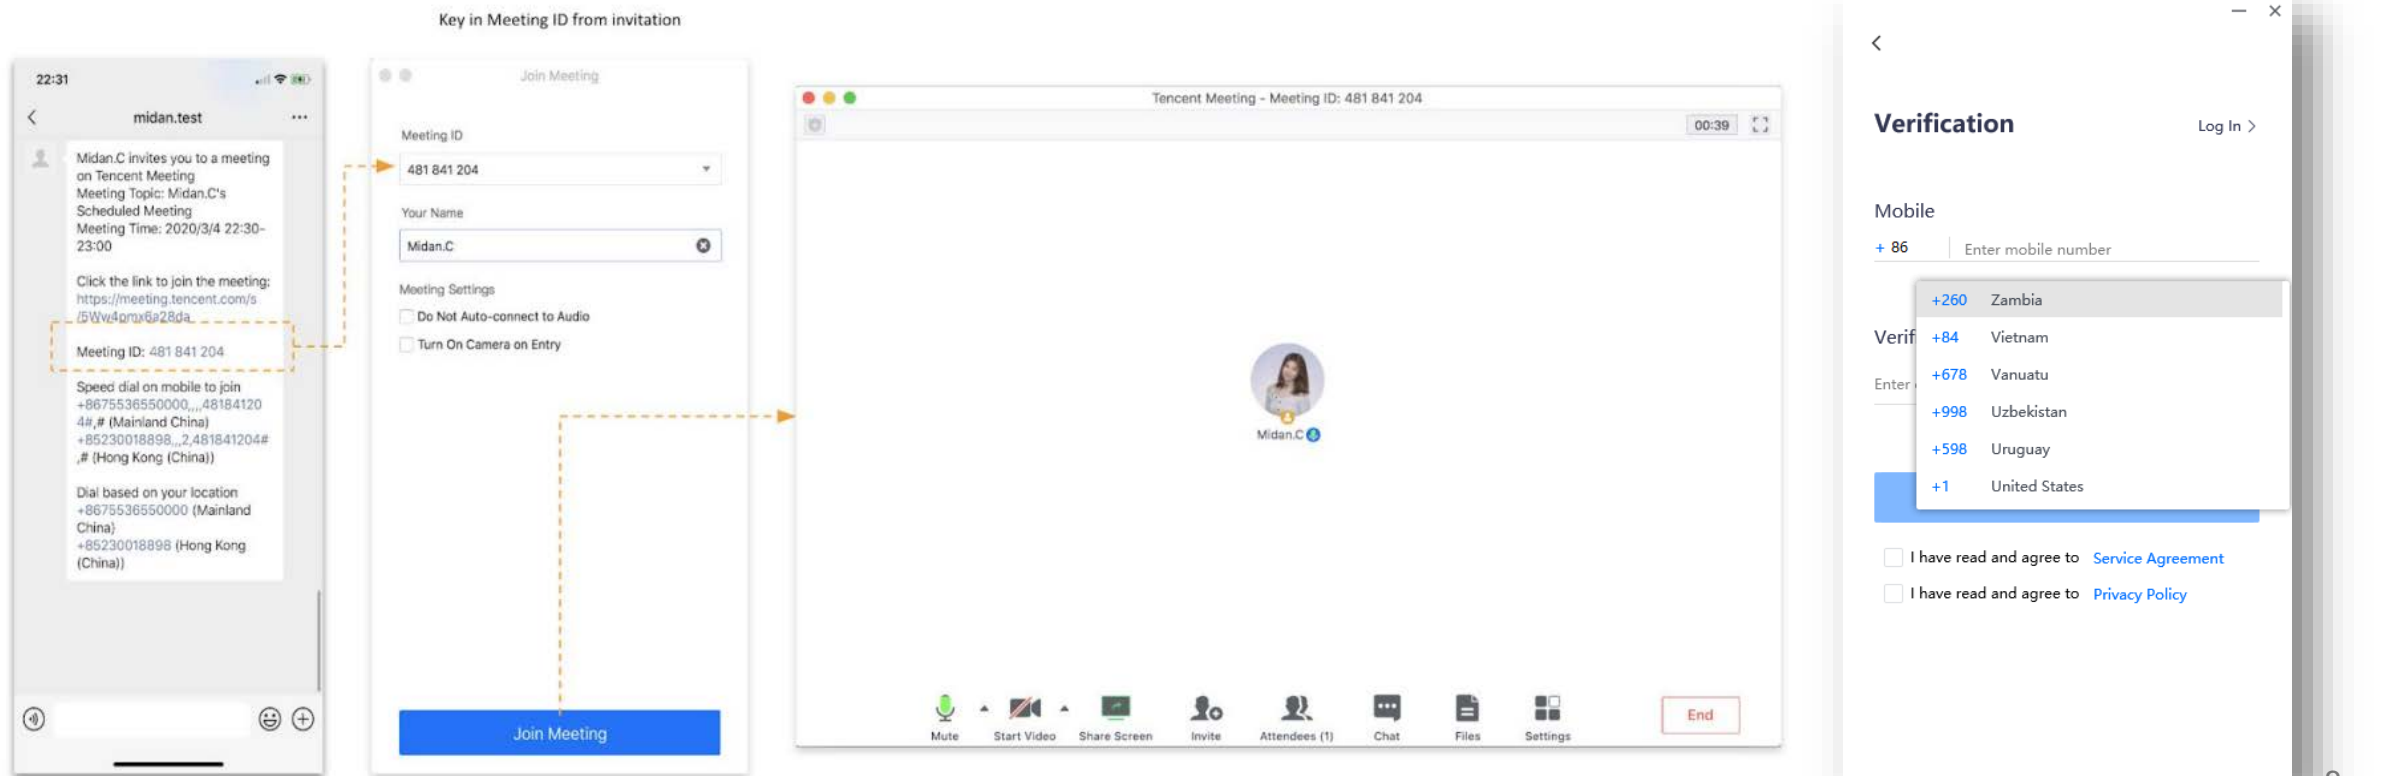 Key in Meeting ID from invitation
22:31
midan.test
Midan.C invites you to a meeting
on Tencent Meeting
Meeting Topic: Midan.C's
Scheduled Meeting
Meeting Time: 2020/3/4 22:30-
23:00
Click the link to join the meeting:
https://meeting.tencent.com/s
/5Ww4pmx6a28da
Meeting ID: 481 841 204
Speed dial on mobile to join
+8675536550000,,,,48184120
4#,# (Mainland China)
+85230018898,,,2,481841204#
,# (Hong Kong (China))
Dial based on your location
+8675536550000 (Mainland
China)
+85230018898 (Hong Kong
(China))
Join Meeting
Meeting ID
481 841 204
Your Name
Midan.C
Meeting Settings
Do Not Auto-connect to Audio
Turn On Camera on Entry
Join Meeting
Tencent Meeting - Meeting ID: 481 841 204
00:39
Midan.C
Mute
Start Video
Share Screen
Invite
Attendees (1)
Chat
Files
Settings
End
Verification
Log In
Mobile
+ 86
Enter mobile number
+260 Zambia
Verif
+84 Vietnam
+678 Vanuatu
Enter
+998 Uzbekistan
+598 Uruguay
+1 United States
I have read and agree to Service Agreement
I have read and agree to Privacy Policy